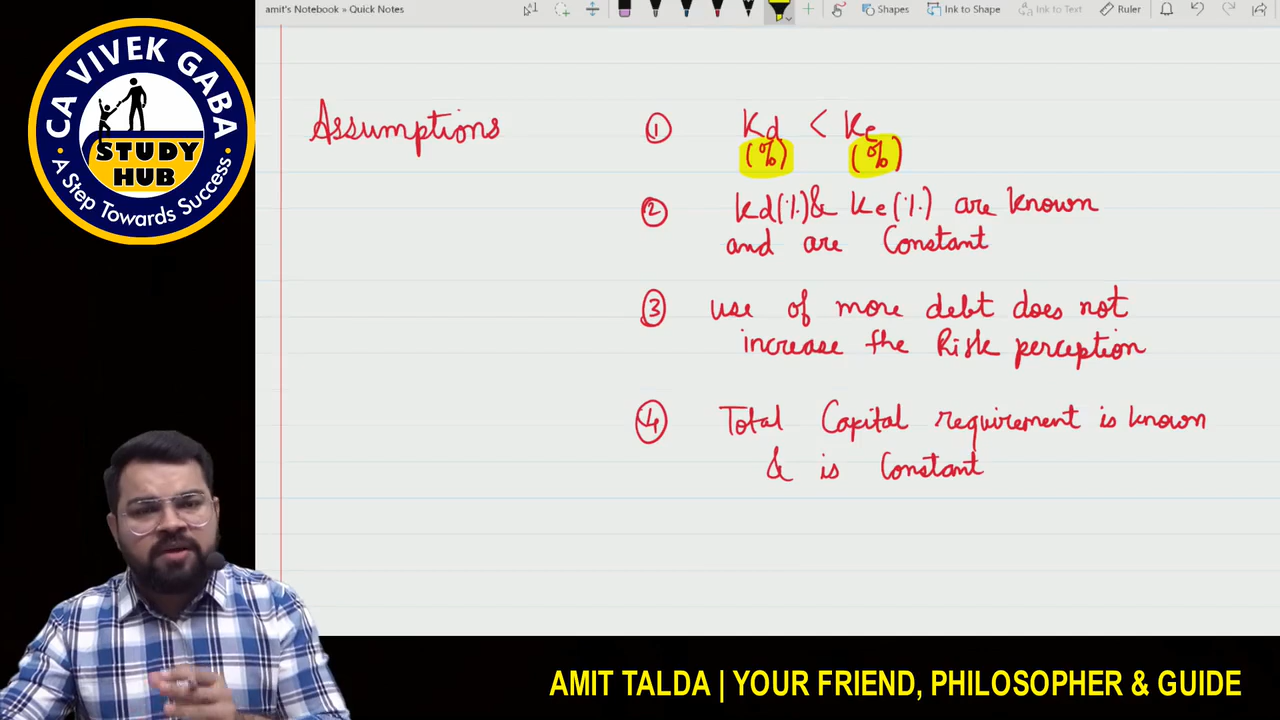 amit's Notebook » Quick Notes
Shapes
Ink to Shape
Ink to Text
Ruler
CA VIVEK GABA
STUDY
HUB
• A Step Towards Success •
Assumptions
① Kd < Ke
(%) (%)
② Kd(%) & Ke(%) are known
and are Constant
③ use of more debt does not
increase the Risk perception
④ Total Capital requirement is known
& is Constant
AMIT TALDA | YOUR FRIEND, PHILOSOPHER & GUIDE